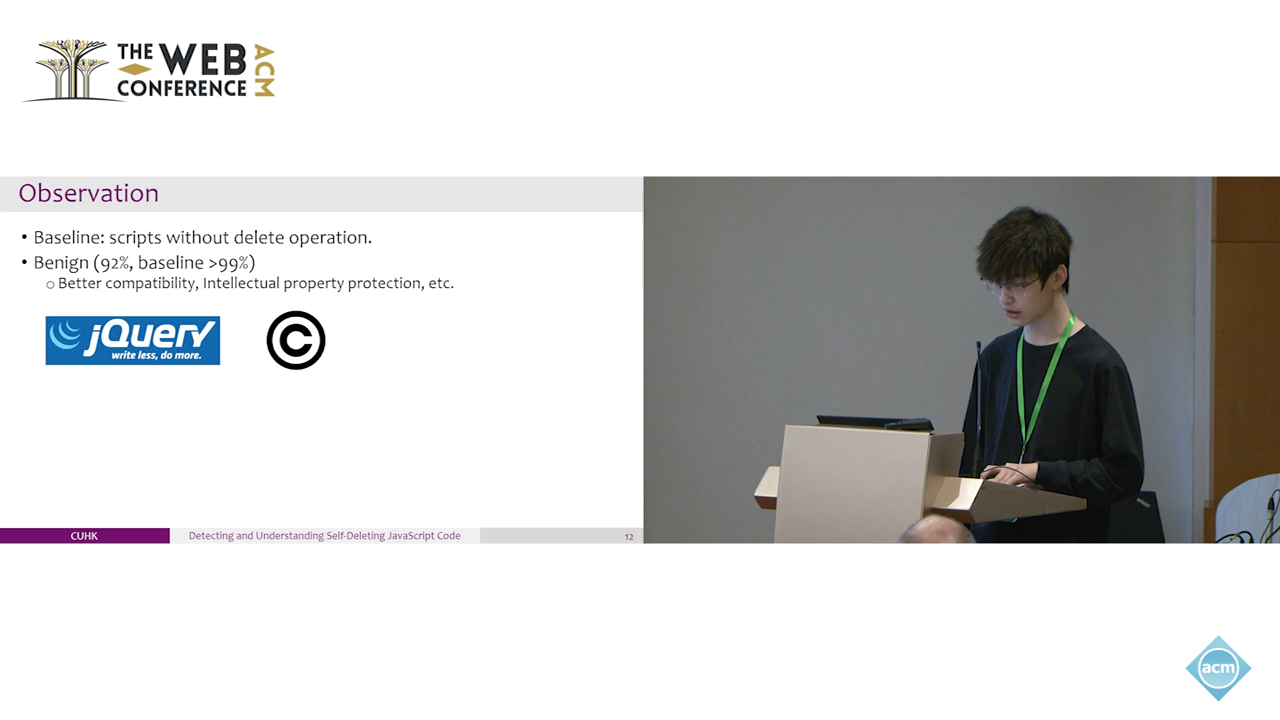 THE WEB
CONFERENCE
ACM
Observation
• Baseline: scripts without delete operation.
• Benign (92%, baseline >99%)
o Better compatibility, Intellectual property protection, etc.
jQuery
write less, do more.
©
CUHK
Detecting and Understanding Self-Deleting JavaScript Code
12
acm